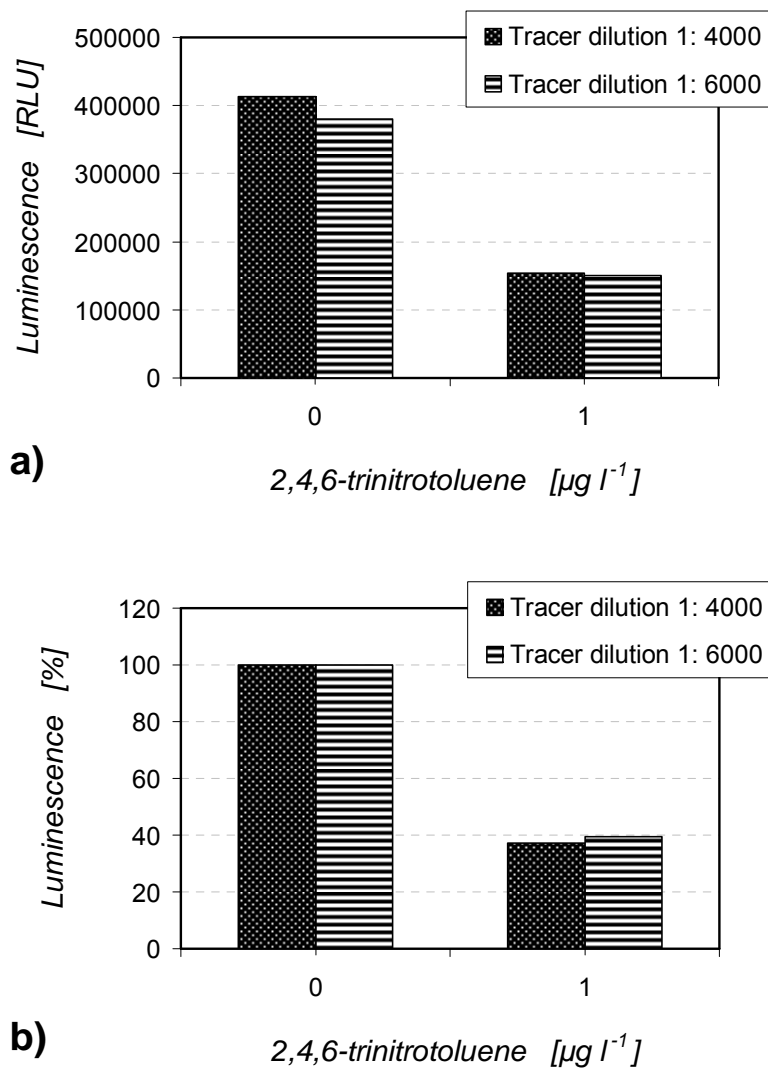 500000
400000
300000
200000
100000
0
Luminescence [RLU]
Tracer dilution 1: 4000
Tracer dilution 1: 6000
0 1
a)
2,4,6-trinitrotoluene [µg l⁻¹]
120
100
80
60
40
20
0
Luminescence [%]
Tracer dilution 1: 4000
Tracer dilution 1: 6000
0 1
b)
2,4,6-trinitrotoluene [µg l⁻¹]